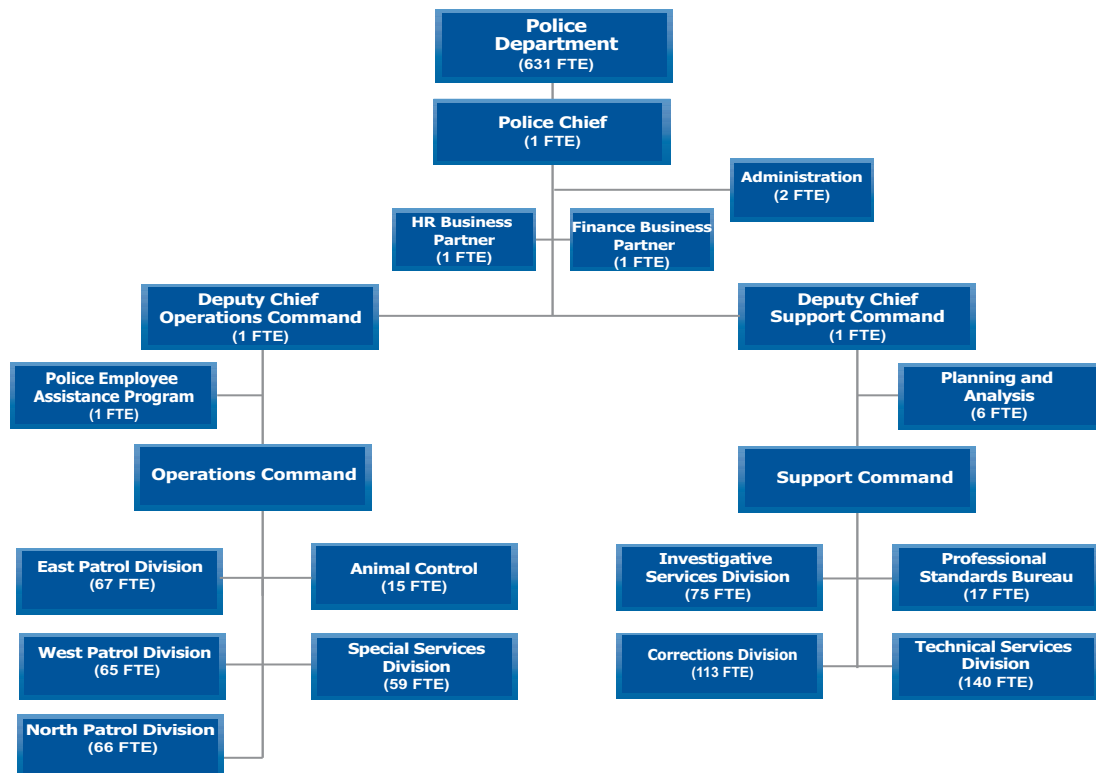 Police
Department
(631 FTE)
Police Chief
(1 FTE)
Administration
(2 FTE)
HR Business
Partner
(1 FTE)
Finance Business
Partner
(1 FTE)
Deputy Chief
Operations Command
(1 FTE)
Deputy Chief
Support Command
(1 FTE)
Police Employee
Assistance Program
(1 FTE)
Planning and
Analysis
(6 FTE)
Operations Command
Support Command
East Patrol Division
(67 FTE)
Animal Control
(15 FTE)
Investigative
Services Division
(75 FTE)
Professional
Standards Bureau
(17 FTE)
West Patrol Division
(65 FTE)
Special Services
Division
(59 FTE)
Corrections Division
(113 FTE)
Technical Services
Division
(140 FTE)
North Patrol Division
(66 FTE)